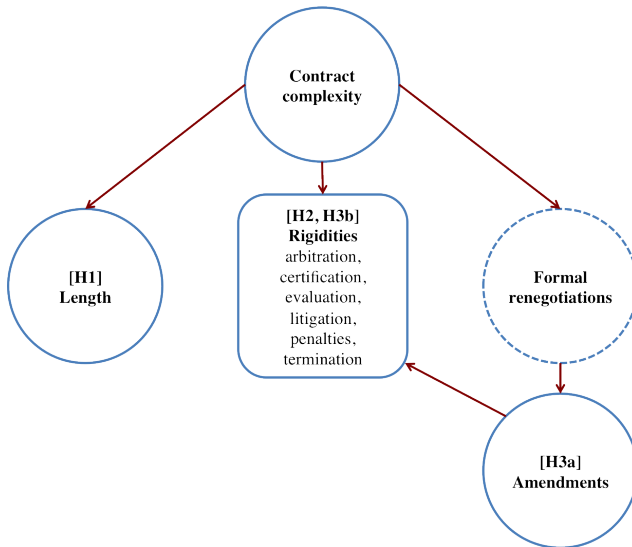 Contract
complexity
[H1]
Length
[H2, H3b]
Rigidities
arbitration,
certification,
evaluation,
litigation,
penalties,
termination
Formal
renegotiations
[H3a]
Amendments